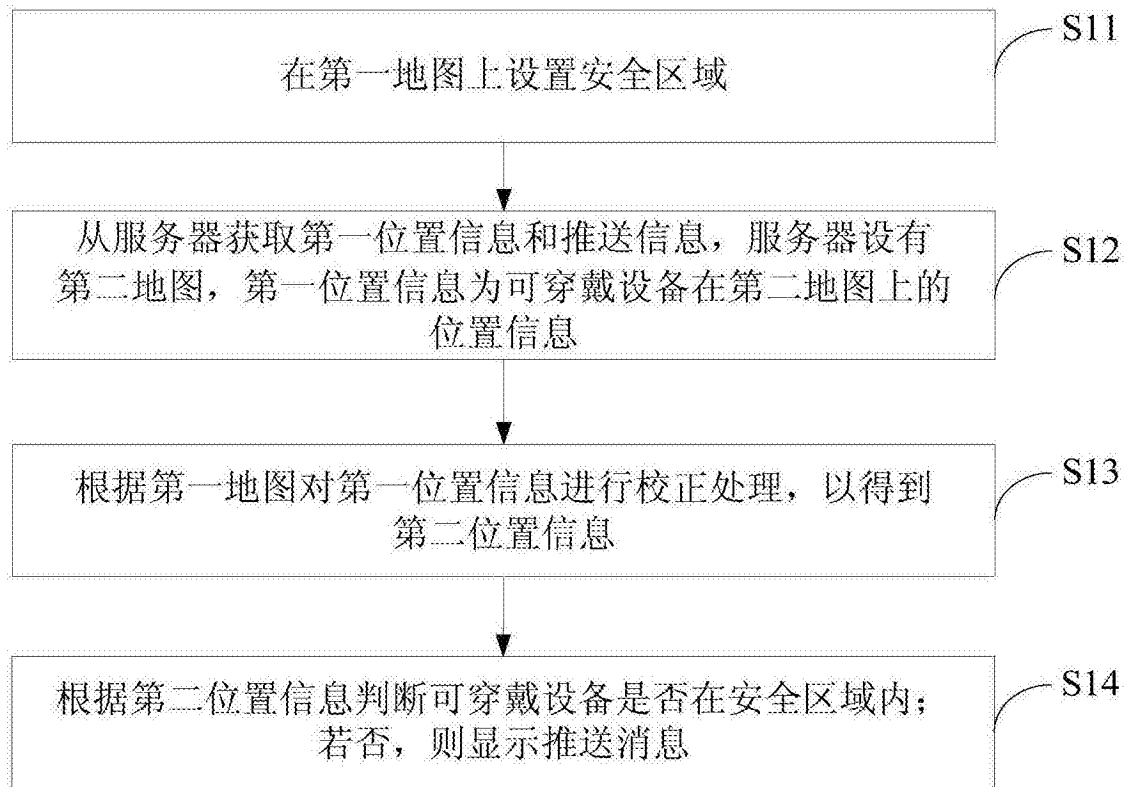 在第一地图上设置安全区域
S11
从服务器获取第一位置信息和推送信息，服务器设有
第二地图，第一位置信息为可穿戴设备在第二地图上的
位置信息
S12
根据第一地图对第一位置信息进行校正处理，以得到
第二位置信息
S13
根据第二位置信息判断可穿戴设备是否在安全区域内；
若否，则显示推送消息
S14